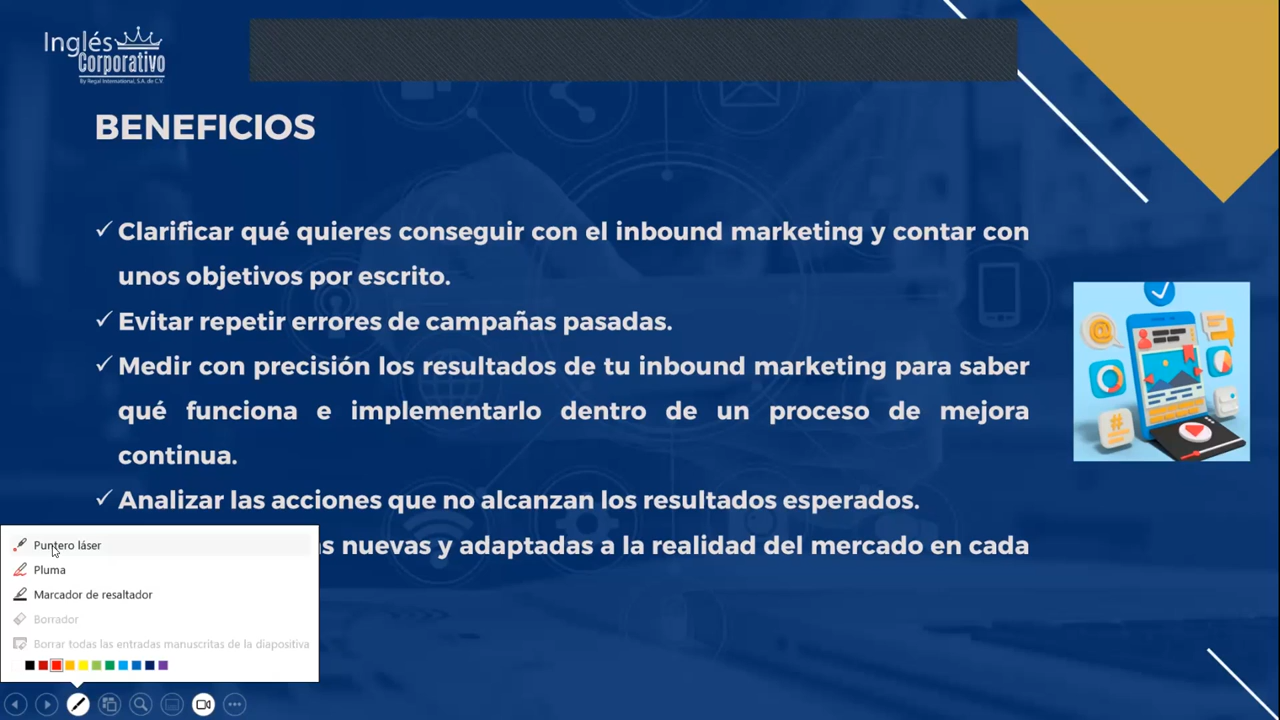 Inglés
Corporativo
By Regal International, S.A. de C.V.
BENEFICIOS
✓ Clarificar qué quieres conseguir con el inbound marketing y contar con
unos objetivos por escrito.
✓ Evitar repetir errores de campañas pasadas.
✓ Medir con precisión los resultados de tu inbound marketing para saber
qué funciona e implementarlo dentro de un proceso de mejora
continua.
✓ Analizar las acciones que no alcanzan los resultados esperados.
nuevas y adaptadas a la realidad del mercado en cada
Puntero láser
Pluma
Marcador de resaltador
Borrador
Borrar todas las entradas manuscritas de la diapositiva